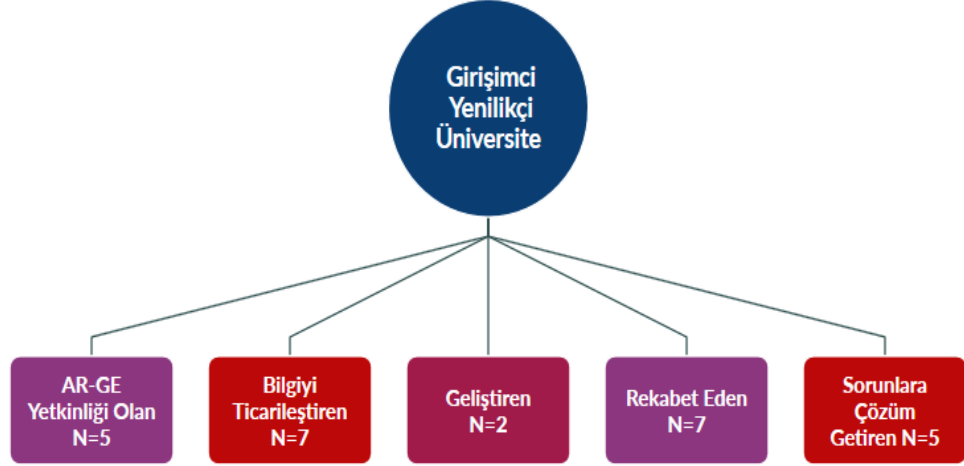 Girişimci
Yenilikçi
Üniversite
AR-GE
Yetkinliği Olan
N=5
Bilgiyi
Ticarileştiren
N=7
Geliştiren
N=2
Rekabet Eden
N=7
Sorunlara
Çözüm
Getiren N=5